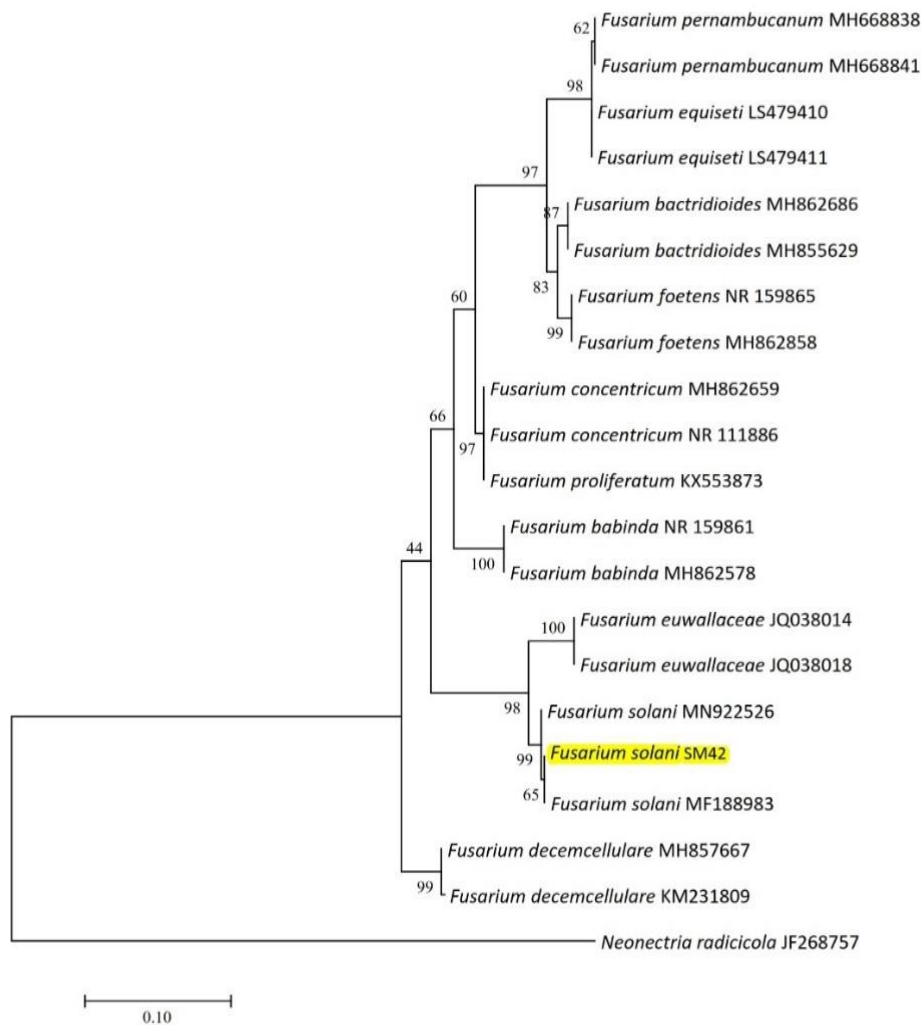 Fusarium pernambucanum MH668838
62
Fusarium pernambucanum MH668841
98
Fusarium equiseti LS479410
Fusarium equiseti LS479411
97
Fusarium bactridioides MH862686
87
Fusarium bactridioides MH855629
83
Fusarium foetens NR 159865
60
99
Fusarium foetens MH862858
Fusarium concentricum MH862659
66
Fusarium concentricum NR 111886
97
Fusarium proliferatum KX553873
Fusarium babinda NR 159861
44
100
Fusarium babinda MH862578
Fusarium euwallaceae JQ038014
100
Fusarium euwallaceae JQ038018
98
Fusarium solani MN922526
Fusarium solani SM42
99
65
Fusarium solani MF188983
Fusarium decemcellulare MH857667
99
Fusarium decemcellulare KM231809
Neonectria radicicola JF268757
0.10